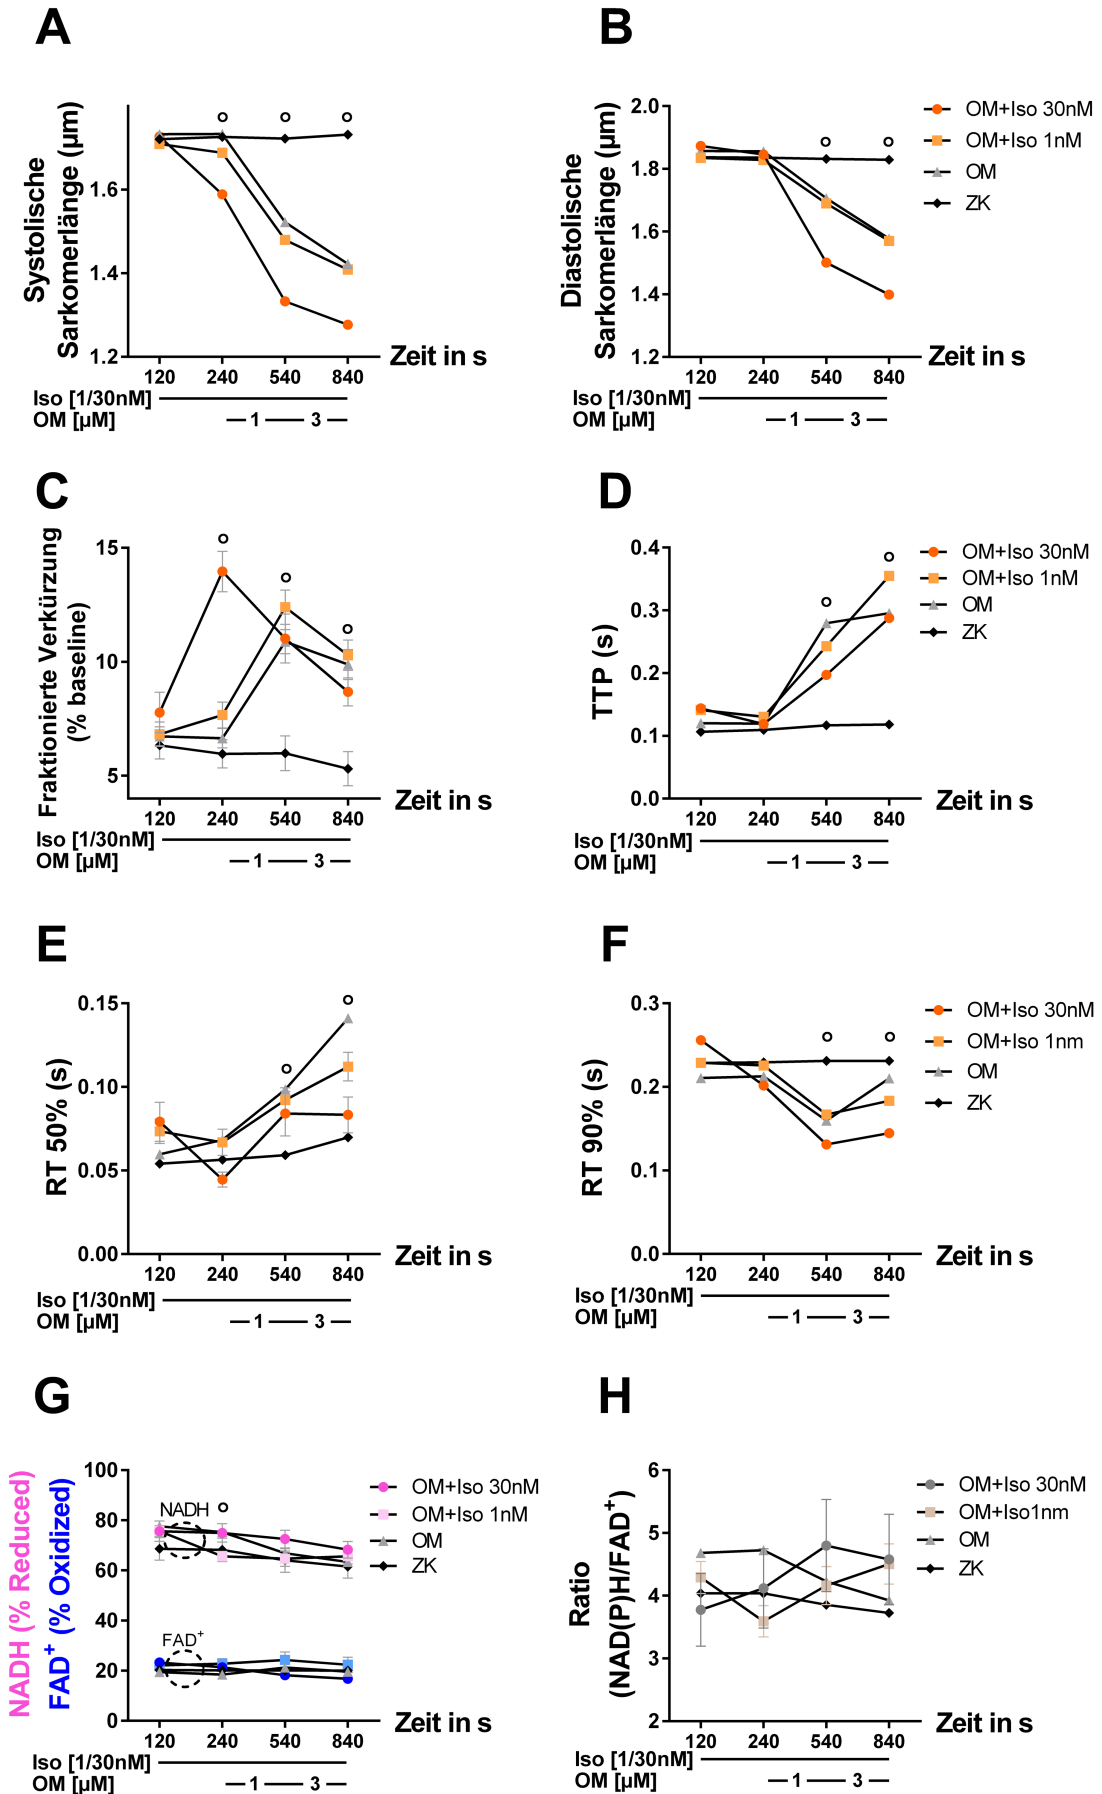 A
Systolische
Sarkomerlänge (µm)
1.6
1.4
1.2
120 240 540 840
Zeit in s
Iso [1/30nM]
OM [µM] 1 3
B
Diastolische
Sarkomerlänge (µm)
2.0
1.8
1.6
1.4
1.2
120 240 540 840
Zeit in s
Iso [1/30nM]
OM [µM] 1 3
OM+Iso 30nM
OM+Iso 1nM
OM
ZK
C
Fraktionierte Verkürzung
(% baseline)
15
10
5
120 240 540 840
Zeit in s
Iso [1/30nM]
OM [µM] 1 3
D
TTP (s)
0.4
0.3
0.2
0.1
0.0
120 240 540 840
Zeit in s
Iso [1/30nM]
OM [µM] 1 3
OM+Iso 30nM
OM+Iso 1nM
OM
ZK
E
RT 50% (s)
0.15
0.10
0.05
0.00
120 240 540 840
Zeit in s
Iso [1/30nM]
OM [µM] 1 3
F
RT 90% (s)
0.3
0.2
0.1
0.0
120 240 540 840
Zeit in s
Iso [1/30nM]
OM [µM] 1 3
OM+Iso 30nM
OM+Iso 1nm
OM
ZK
G
NADH (% Reduced)
FAD⁺ (% Oxidized)
100
80
60
40
20
0
NADH
FAD⁺
120 240 540 840
Zeit in s
Iso [1/30nM]
OM [µM] 1 3
OM+Iso 30nM
OM+Iso 1nM
OM
ZK
H
Ratio
(NAD(P)H/FAD⁺)
6
5
4
3
2
120 240 540 840
Zeit in s
Iso [1/30nM]
OM [µM] 1 3
OM+Iso 30nM
OM+Iso1nm
OM
ZK